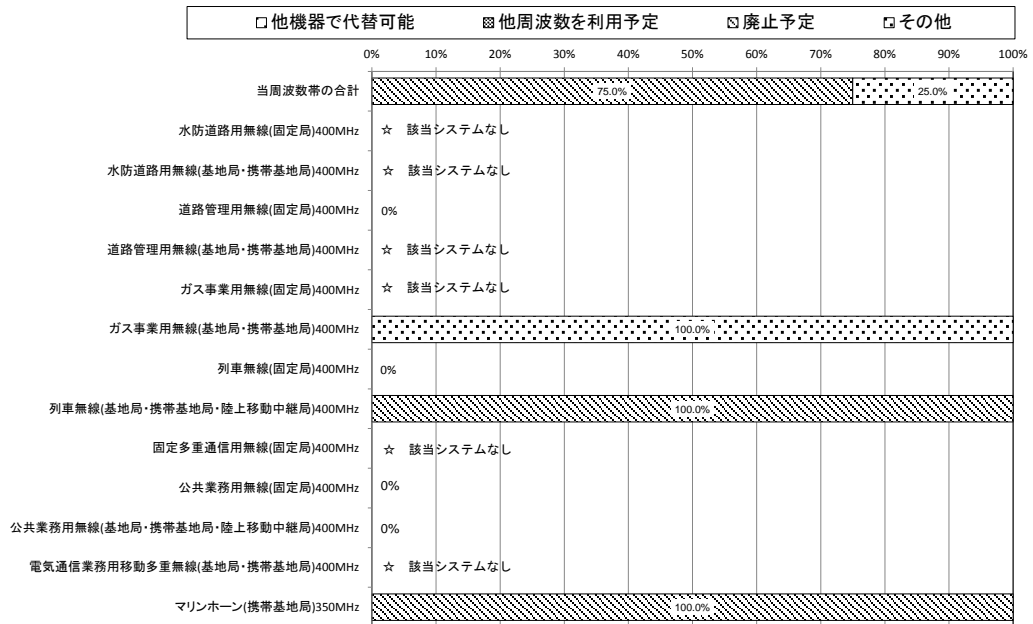 他機器で代替可能 他周波数を利用予定 廃止予定 その他
0% 10% 20% 30% 40% 50% 60% 70% 80% 90% 100%
当周波数帯の合計 75.0% 25.0%
水防道路用無線(固定局)400MHz ☆ 該当システムなし
水防道路用無線(基地局・携帯基地局)400MHz ☆ 該当システムなし
道路管理用無線(固定局)400MHz 0%
道路管理用無線(基地局・携帯基地局)400MHz ☆ 該当システムなし
ガス事業用無線(固定局)400MHz ☆ 該当システムなし
ガス事業用無線(基地局・携帯基地局)400MHz 100.0%
列車無線(固定局)400MHz 0%
列車無線(基地局・携帯基地局・陸上移動中継局)400MHz 100.0%
固定多重通信用無線(固定局)400MHz ☆ 該当システムなし
公共業務用無線(固定局)400MHz 0%
公共業務用無線(基地局・携帯基地局・陸上移動中継局)400MHz 0%
電気通信業務用移動多重無線(基地局・携帯基地局)400MHz ☆ 該当システムなし
マリンホーン(携帯基地局)350MHz 100.0%